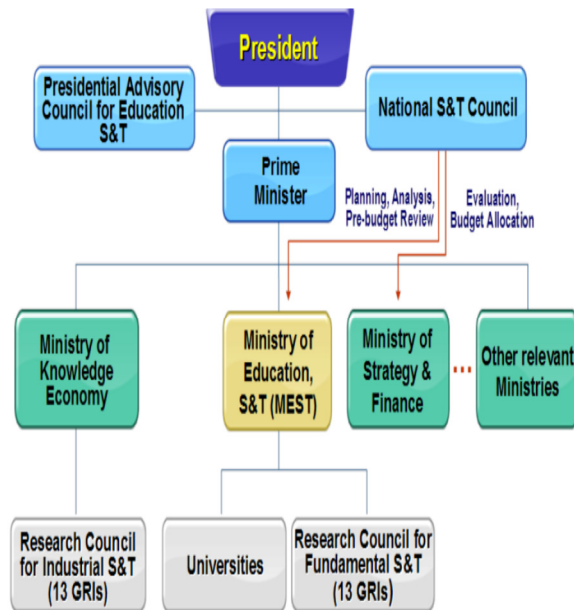 President
Presidential Advisory
Council for Education
S&T
National S&T Council
Prime
Minister
Planning, Analysis,
Pre-budget Review
Evaluation,
Budget Allocation
Ministry of
Knowledge
Economy
Ministry of
Education,
S&T (MEST)
Ministry of
Strategy &
Finance
Other relevant
Ministries
Research Council
for Industrial S&T
(13 GRIs)
Universities
Research Council for
Fundamental S&T
(13 GRIs)